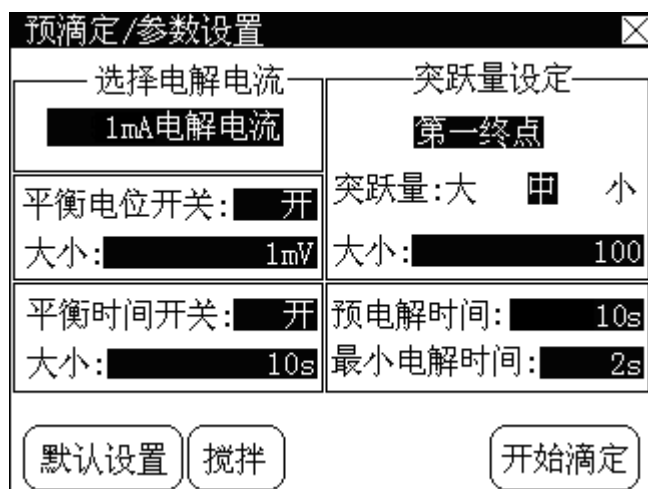 预滴定/参数设置
选择电解电流
1mA电解电流
平衡电位开关:开
大小:1mV
平衡时间开关:开
大小:10s
突跃量设定
第一终点
突跃量:大 中 小
大小:100
预电解时间:10s
最小电解时间:2s
默认设置 搅拌 开始滴定